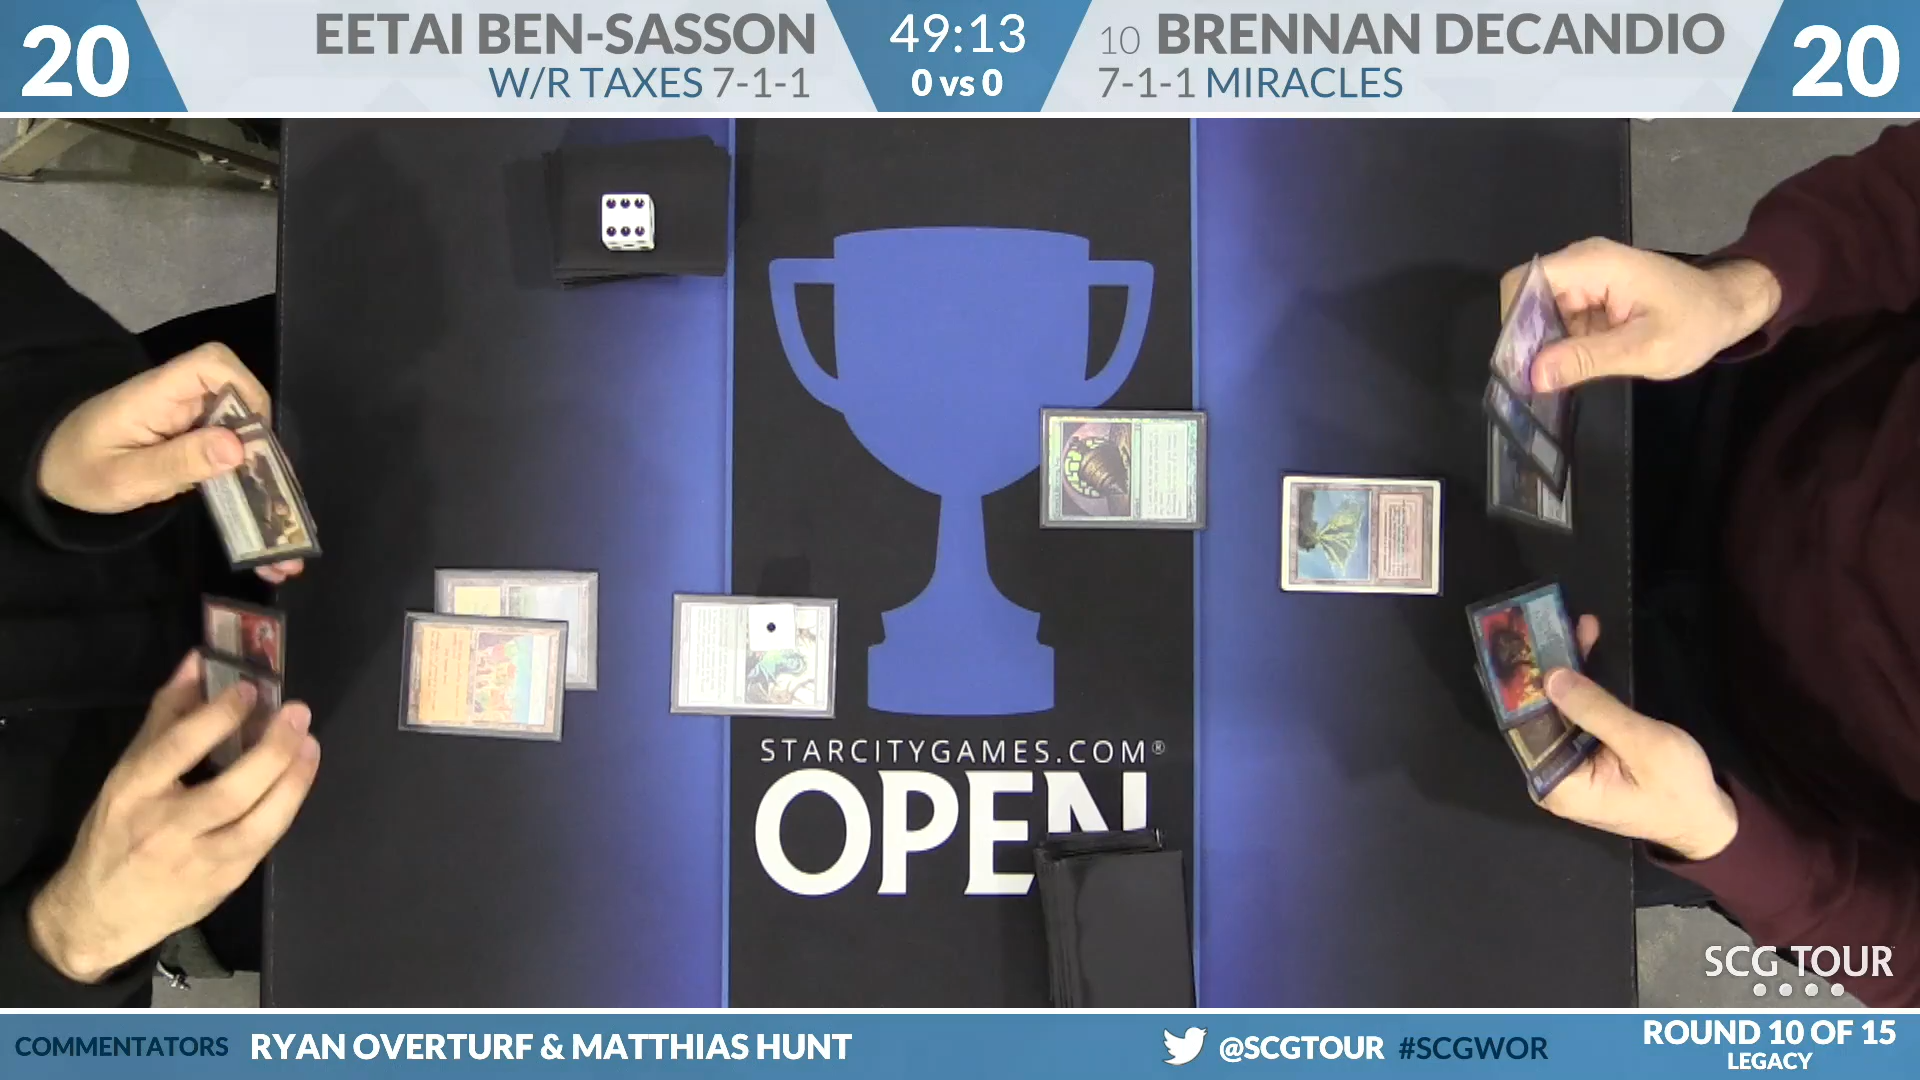 20
EETAI BEN-SASSON
W/R TAXES 7-1-1
49:13
0 vs 0
10 BRENNAN DECANDIO
7-1-1 MIRACLES
20
STARCITYGAMES.COM®
OPEN
SCG TOUR
COMMENTATORS RYAN OVERTURF & MATTHIAS HUNT
@SCGTOUR #SCGWOR
ROUND 10 OF 15
LEGACY